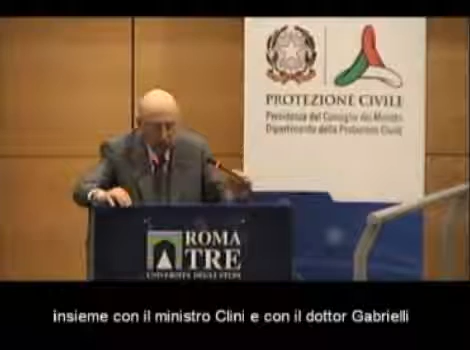 PROTEZIONE CIVILE
Presidenza del Consiglio dei Ministri
Dipartimento della Protezione Civile
ROMA
TRE
UNIVERSITÀ DEGLI STUDI
insieme con il ministro Clini e con il dottor Gabrielli